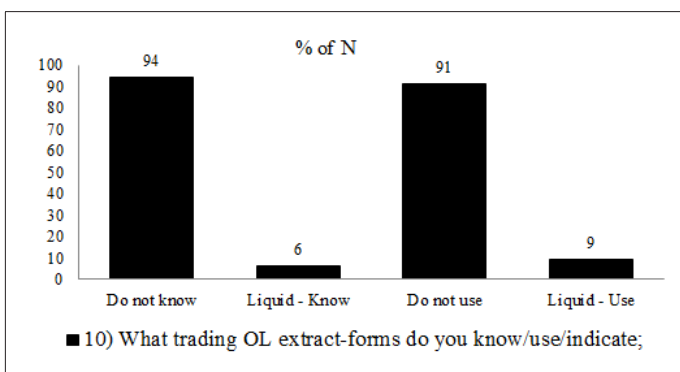 % of N
100
90
80
70
60
50
40
30
20
10
0
94
6
91
9
Do not know
Liquid - Know
Do not use
Liquid - Use
10) What trading OL extract-forms do you know/use/indicate;